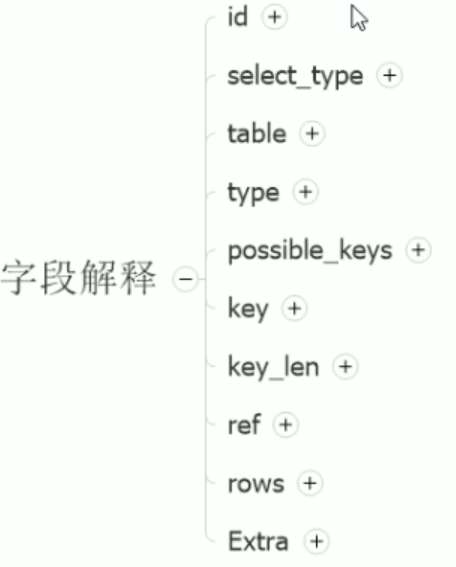 id
select_type
table
type
possible_keys
字段解释
key
key_len
ref
rows
Extra